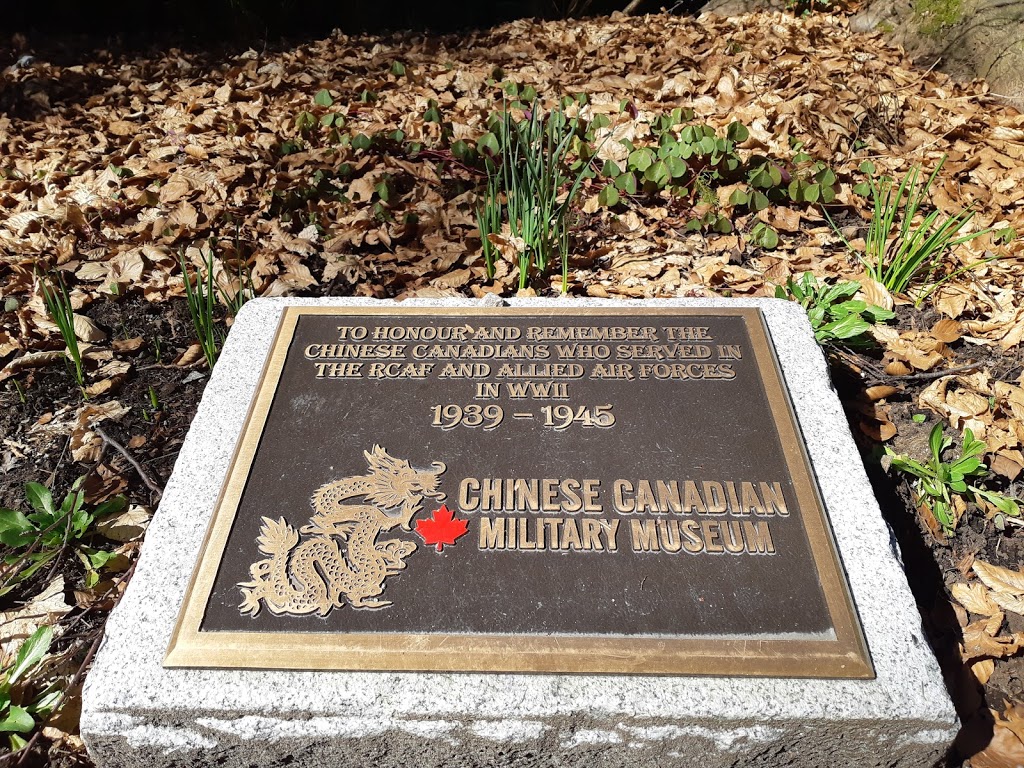 TO HONOUR AND REMEMBER THE
CHINESE CANADIANS WHO SERVED IN
THE RCAF AND ALLIED AIR FORCES
IN WWII
1939 – 1945
CHINESE CANADIAN
MILITARY MUSEUM